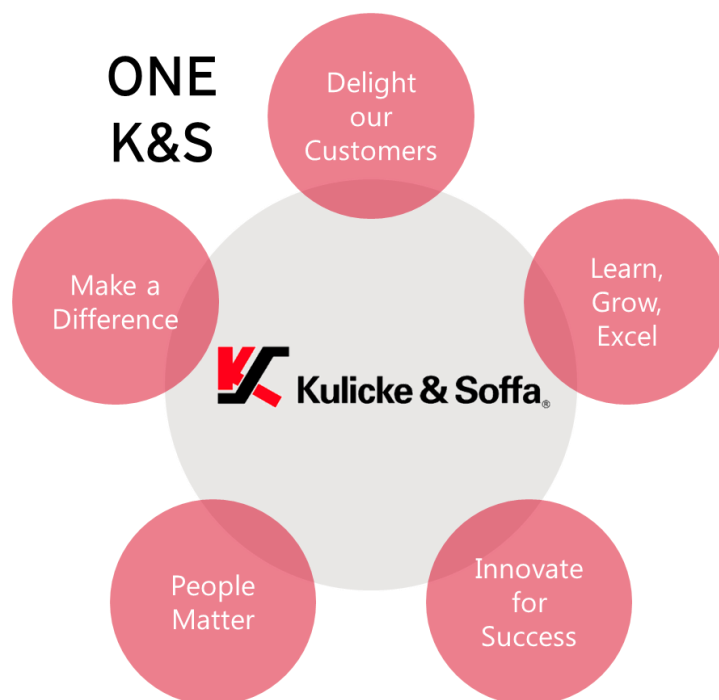 ONE
K&S
Delight
our
Customers
Learn,
Grow,
Excel
Innovate
for
Success
People
Matter
Make a
Difference
Kulicke & Soffa®